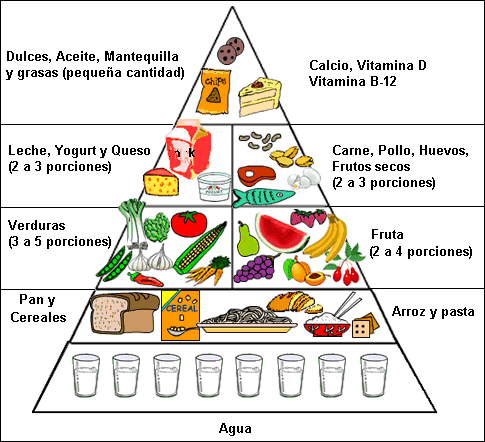 Dulces, Aceite, Mantequilla
y grasas (pequeña cantidad)
Calcio, Vitamina D
Vitamina B-12
chips
Leche, Yogurt y Queso
(2 a 3 porciones)
Carne, Pollo, Huevos,
Frutos secos
(2 a 3 porciones)
YOGURT
Verduras
(3 a 5 porciones)
Fruta
(2 a 4 porciones)
Pan y
Cereales
CEREAL
Arroz y pasta
Agua